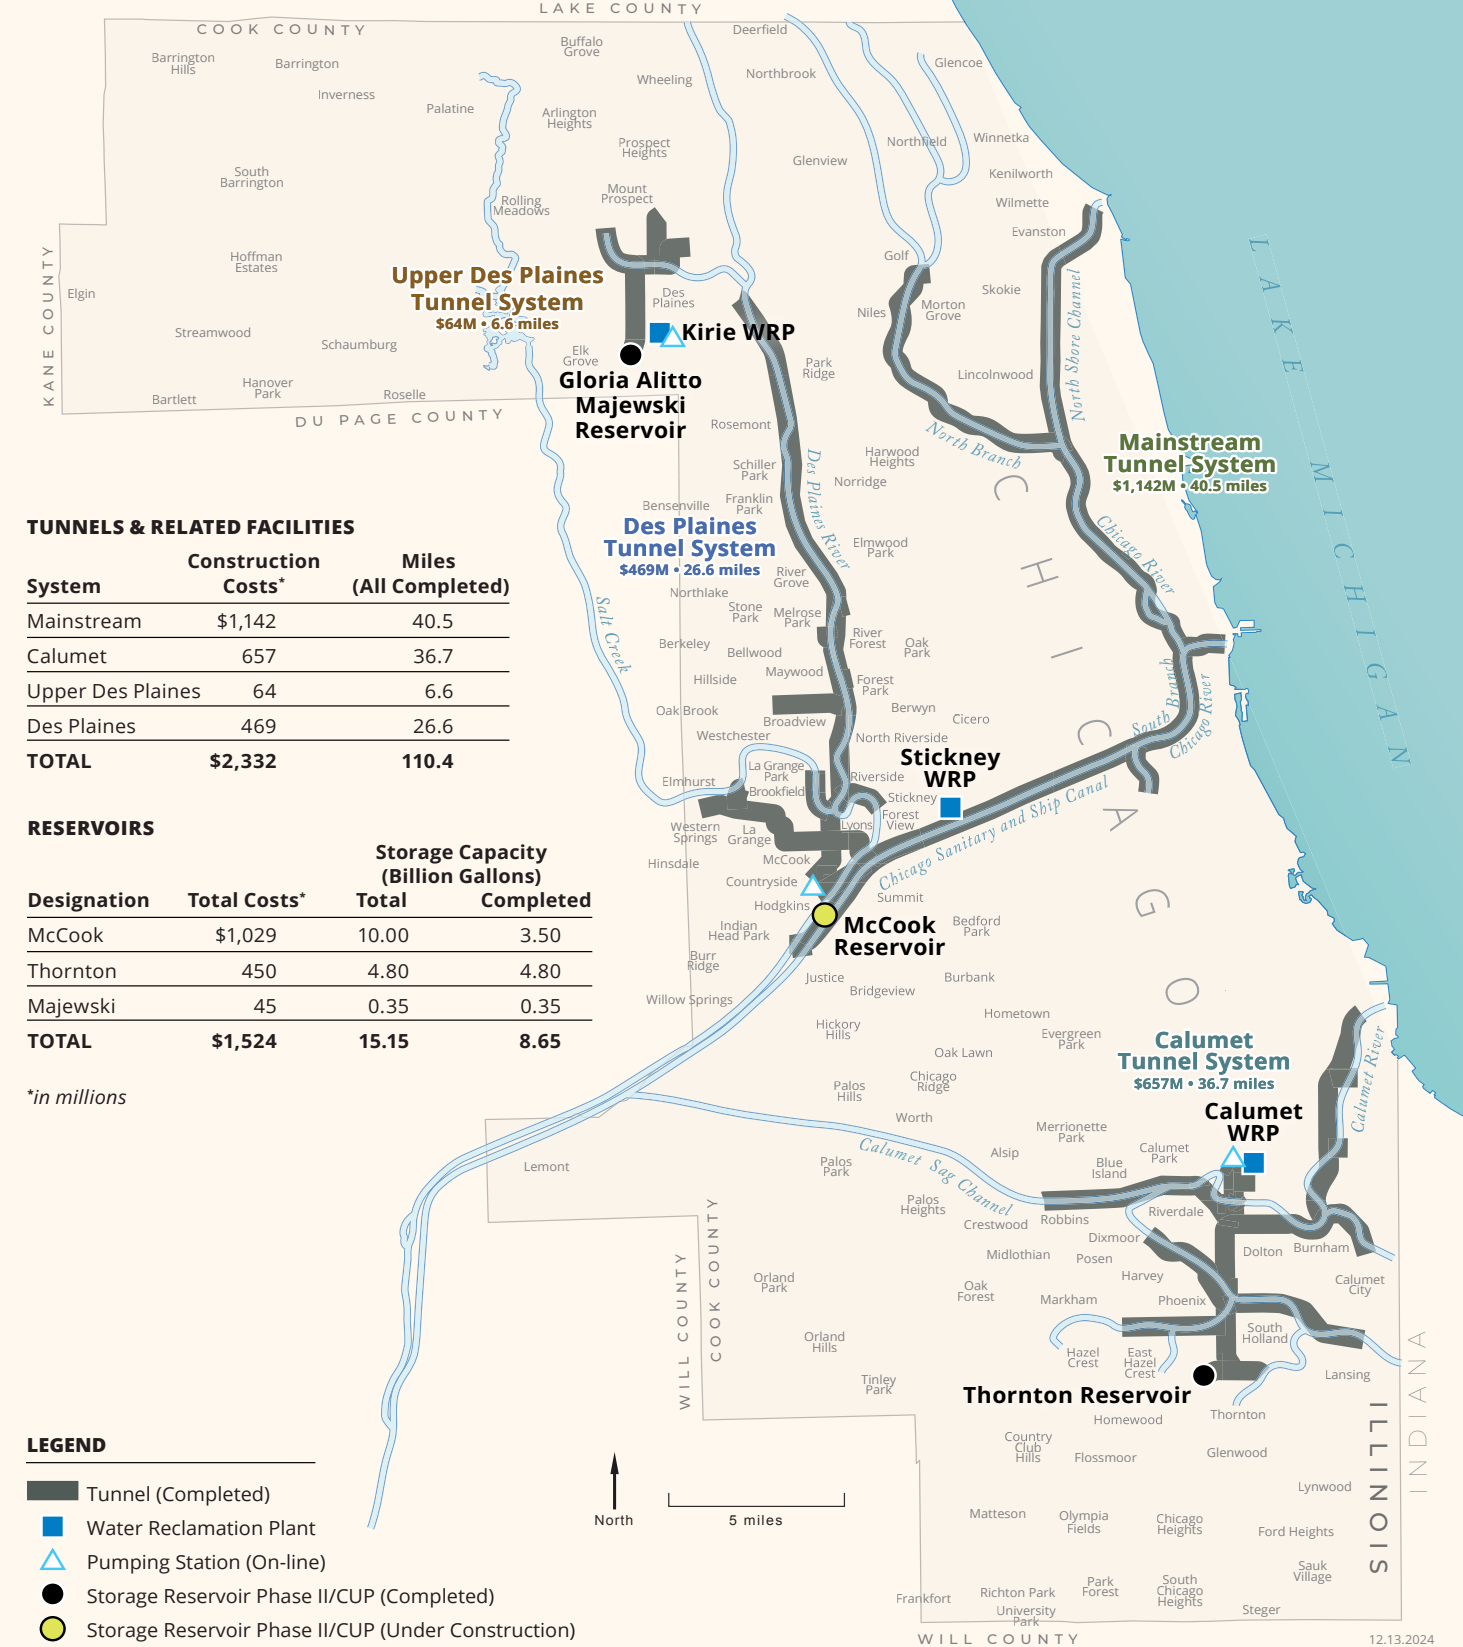 LAKE COUNTY
COOK COUNTY
Deerfield
Buffalo
Grove
Barrington
Hills
Barrington
Glencoe
Wheeling
Northbrook
Inverness
Palatine
Arlington
Heights
Northfield
Winnetka
Prospect
Heights
Glenview
South
Barrington
Kenilworth
Mount
Prospect
Rolling
Meadows
Wilmette
Evanston
KANE COUNTY
Hoffman
Estates
Golf
Elgin
Upper Des Plaines
Tunnel System
$64M • 6.6 miles
Des
Plaines
Skokie
Morton
Grove
Niles
North Shore Channel
LAKE MICHIGAN
Streamwood
Schaumburg
Kirie WRP
Elk
Grove
Park
Ridge
Lincolnwood
Gloria Alitto
Majewski
Reservoir
Hanover
Park
Bartlett
Roselle
DU PAGE COUNTY
Rosemont
North Branch
Mainstream
Tunnel System
$1,142M • 40.5 miles
Harwood
Heights
Schiller
Park
Norridge
Des Plaines River
Bensenville
Franklin
Park
CHICAGO
Des Plaines
Tunnel System
$469M • 26.6 miles
Elmwood
Park
Chicago River
River
Grove
Northlake
Stone
Park
Melrose
Park
Salt Creek
River
Forest
Oak
Park
Berkeley
Bellwood
Maywood
Hillside
Forest
Park
Oak Brook
Broadview
Berwyn
Cicero
South Branch
Chicago River
Westchester
North Riverside
Stickney
WRP
La Grange
Park
Riverside
Elmhurst
Brookfield
Stickney
Forest
View
Chicago Sanitary and Ship Canal
Western
Springs
La
Grange
Lyons
Hinsdale
McCook
Countryside
Summit
Hodgkins
McCook
Reservoir
Indian
Head Park
Bedford
Park
Burr
Ridge
Justice
Burbank
Bridgeview
Willow Springs
Hometown
Hickory
Hills
Evergreen
Park
Oak Lawn
Calumet
Tunnel System
$657M • 36.7 miles
Calumet River
Chicago
Ridge
Palos
Hills
Calumet
WRP
Worth
Merrionette
Park
Calumet Sag Channel
Alsip
Calumet
Park
Blue
Island
Lemont
Palos
Park
Palos
Heights
Robbins
Riverdale
Crestwood
Dixmoor
Midlothian
Posen
Dolton
Burnham
Harvey
Calumet
City
Orland
Park
Oak
Forest
Markham
Phoenix
WILL COUNTY
COOK COUNTY
Orland
Hills
South
Holland
Hazel
Crest
East
Hazel
Crest
Lansing
Tinley
Park
Thornton Reservoir
Homewood
Thornton
ILLINOIS
INDIANA
Country
Club
Hills
Flossmoor
Glenwood
Lynwood
Matteson
Olympia
Fields
Chicago
Heights
Ford Heights
Sauk
Village
Frankfort
Richton Park
Park
Forest
South
Chicago
Heights
University
Park
Steger
WILL COUNTY
TUNNELS & RELATED FACILITIES
Construction Miles
System Costs* (All Completed)
Mainstream $1,142 40.5
Calumet 657 36.7
Upper Des Plaines 64 6.6
Des Plaines 469 26.6
TOTAL $2,332 110.4
RESERVOIRS
Storage Capacity
(Billion Gallons)
Designation Total Costs* Total Completed
McCook $1,029 10.00 3.50
Thornton 450 4.80 4.80
Majewski 45 0.35 0.35
TOTAL $1,524 15.15 8.65
*in millions
LEGEND
Tunnel (Completed)
Water Reclamation Plant
Pumping Station (On-line)
Storage Reservoir Phase II/CUP (Completed)
Storage Reservoir Phase II/CUP (Under Construction)
North
5 miles
12.13.2024